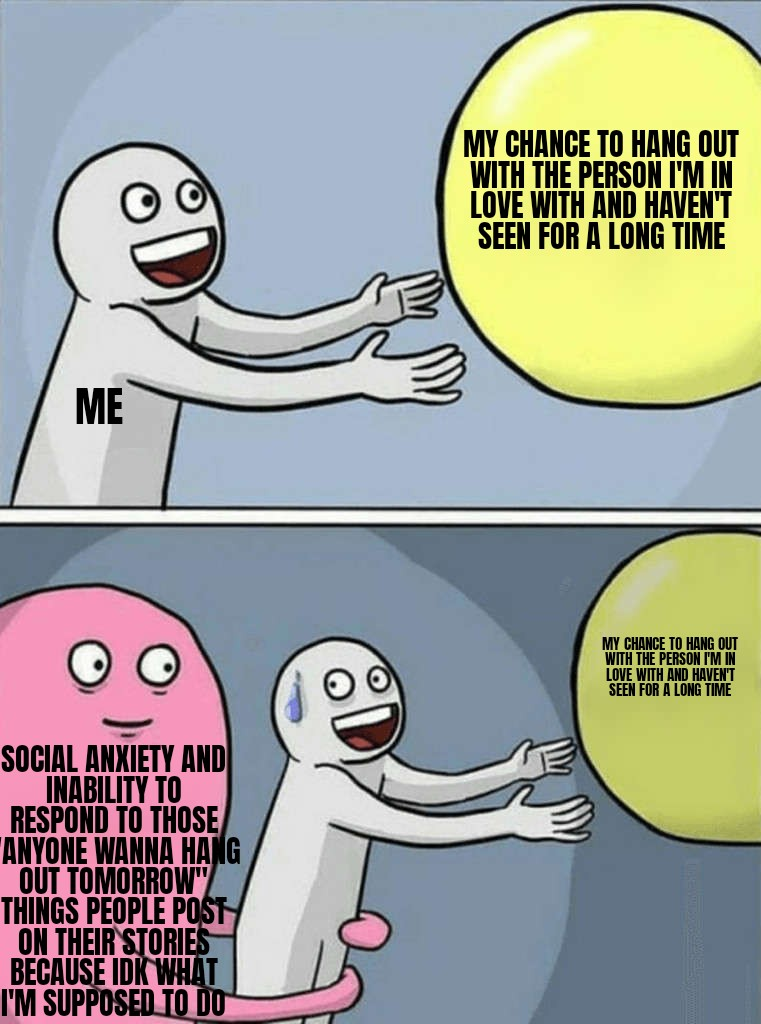 MY CHANCE TO HANG OUT
WITH THE PERSON I'M IN
LOVE WITH AND HAVEN'T
SEEN FOR A LONG TIME
ME
MY CHANCE TO HANG OUT
WITH THE PERSON I'M IN
LOVE WITH AND HAVEN'T
SEEN FOR A LONG TIME
SOCIAL ANXIETY AND
INABILITY TO
RESPOND TO THOSE
"ANYONE WANNA HANG
OUT TOMORROW"
THINGS PEOPLE POST
ON THEIR STORIES
BECAUSE IDK WHAT
I'M SUPPOSED TO DO